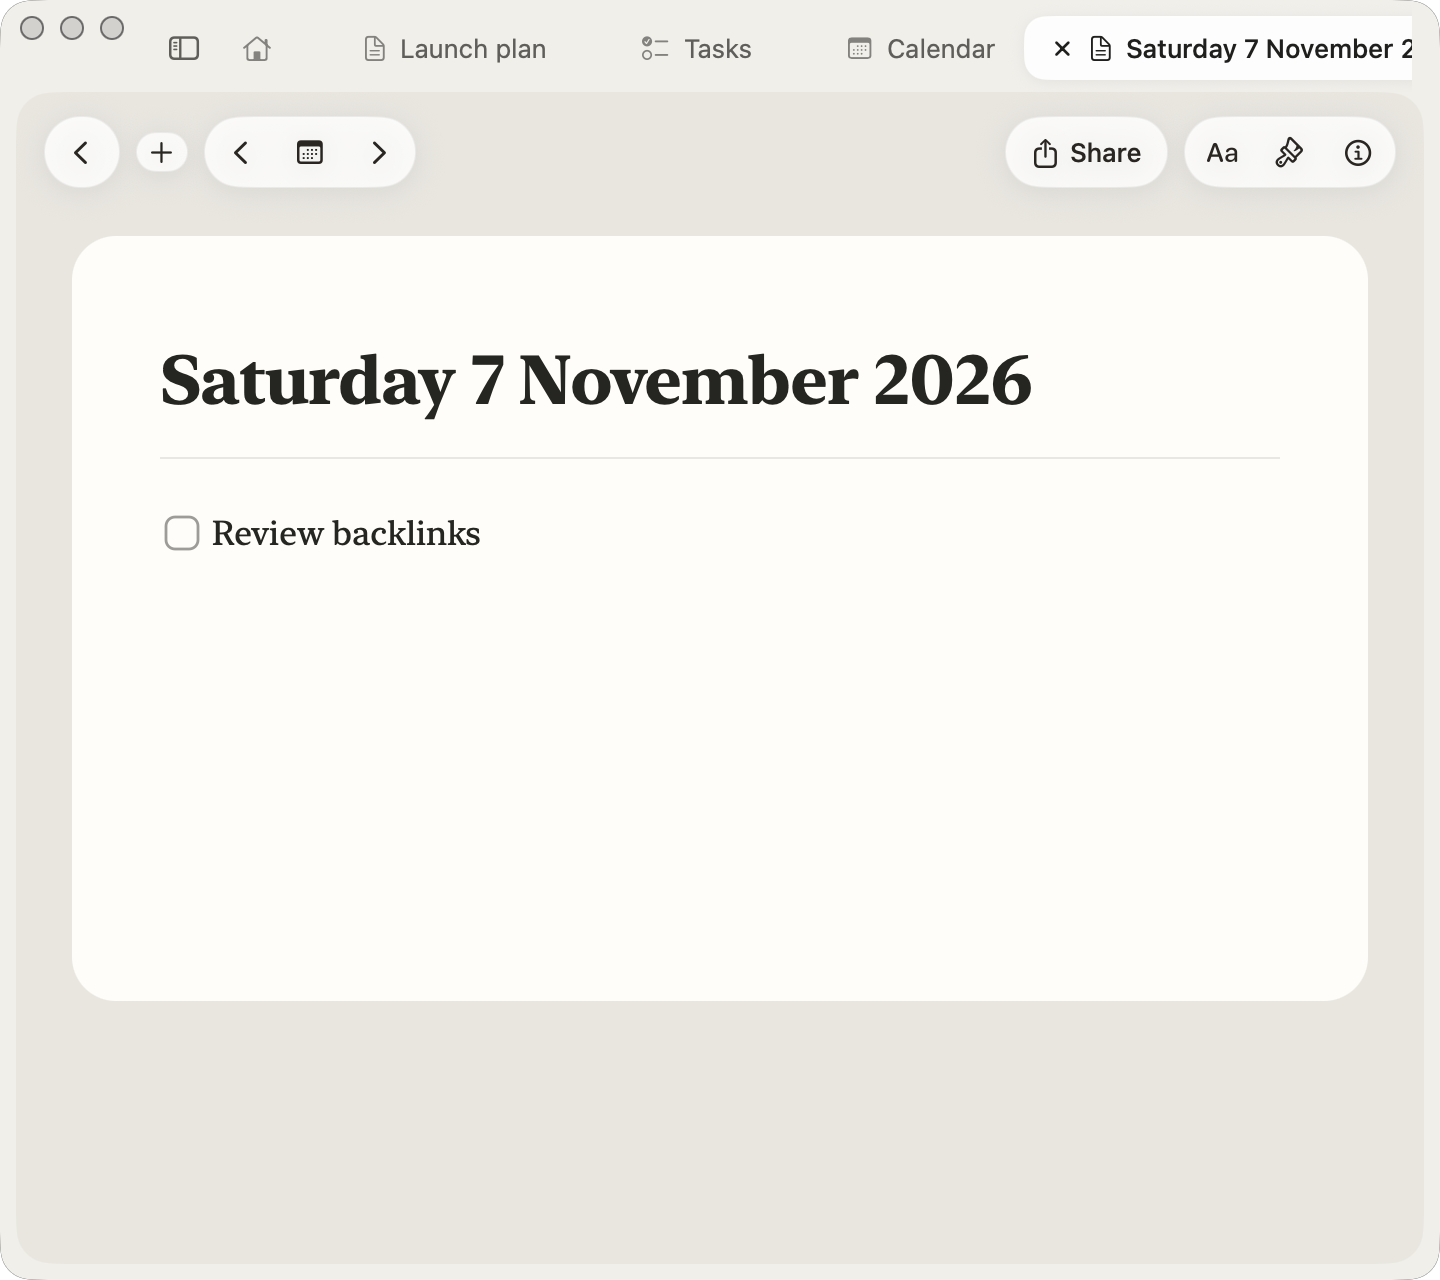 Launch plan
Tasks
Calendar
Saturday 7 November 2
Share
Aa
Saturday 7 November 2026
Review backlinks